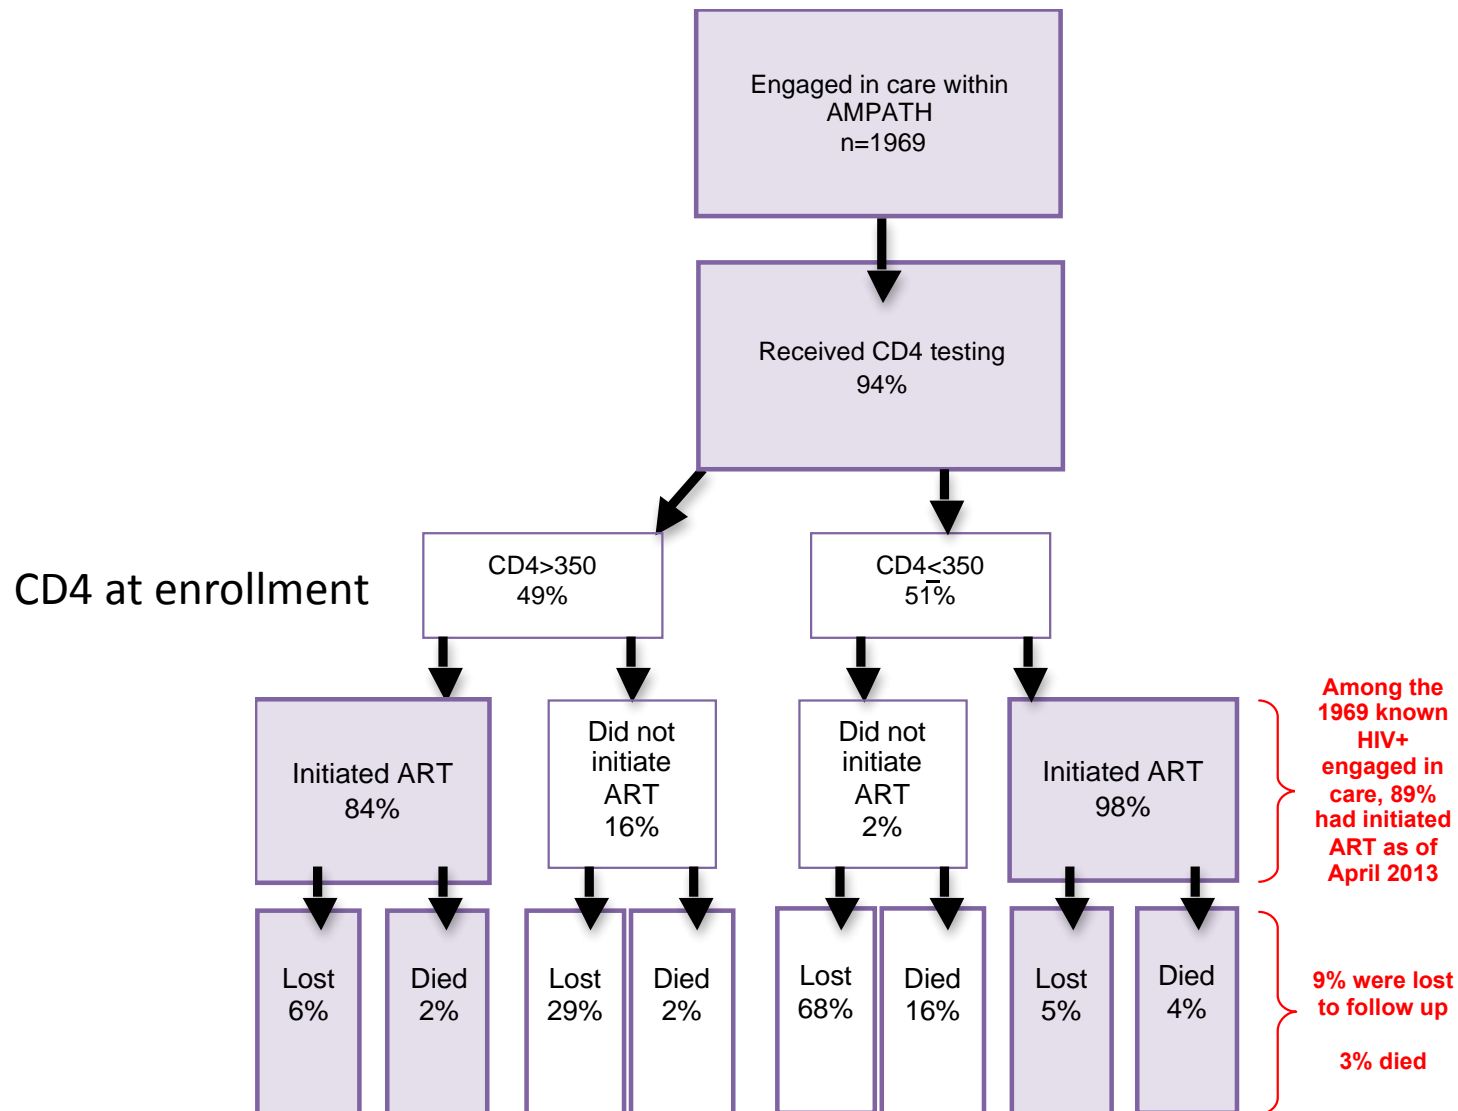 Engaged in care within
AMPATH
n=1969
Received CD4 testing
94%
CD4 at enrollment
CD4>350
49%
CD4≤350
51%
Initiated ART
84%
Did not
initiate
ART
16%
Did not
initiate
ART
2%
Initiated ART
98%
Among the
1969 known
HIV+
engaged in
care, 89%
had initiated
ART as of
April 2013
Lost
6%
Died
2%
Lost
29%
Died
2%
Lost
68%
Died
16%
Lost
5%
Died
4%
9% were lost
to follow up
3% died